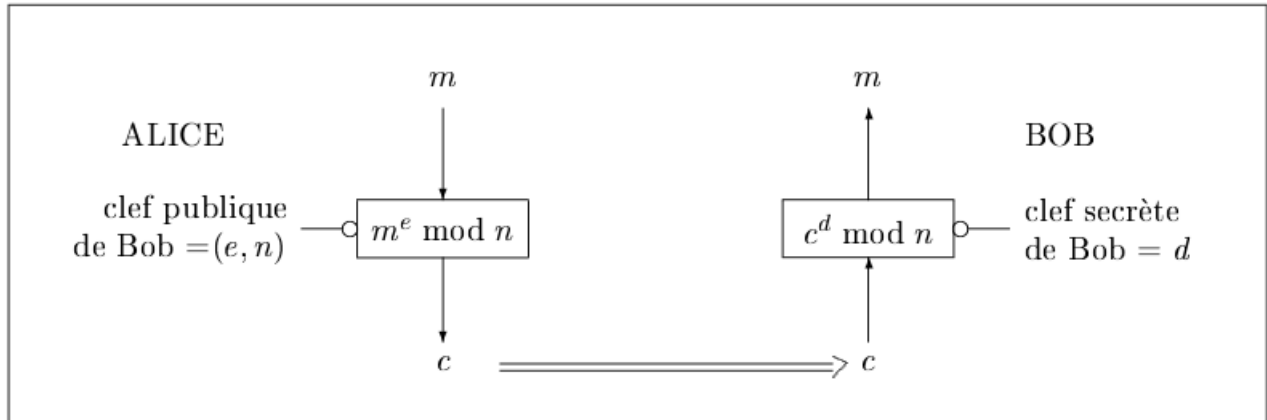 m
m
ALICE
BOB
clef publique
de Bob =(e, n)
m^e mod n
c^d mod n
clef secrète
de Bob = d
c
c